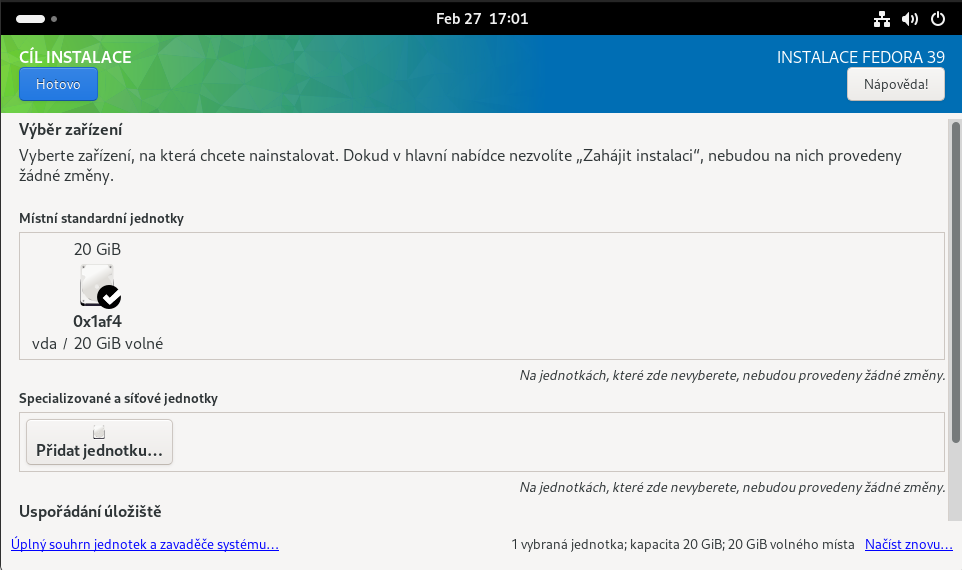 Feb 27 17:01
CÍL INSTALACE
INSTALACE FEDORA 39
Hotovo
Nápověda!
Výběr zařízení
Vyberte zařízení, na která chcete nainstalovat. Dokud v hlavní nabídce nezvolíte „Zahájit instalaci“, nebudou na nich provedeny
žádné změny.
Místní standardní jednotky
20 GiB
0x1af4
vda / 20 GiB volné
Na jednotkách, které zde nevyberete, nebudou provedeny žádné změny.
Specializované a síťové jednotky
Přidat jednotku…
Na jednotkách, které zde nevyberete, nebudou provedeny žádné změny.
Uspořádání úložiště
Úplný souhrn jednotek a zavaděče systému…
1 vybraná jednotka; kapacita 20 GiB; 20 GiB volného místa
Načíst znovu…